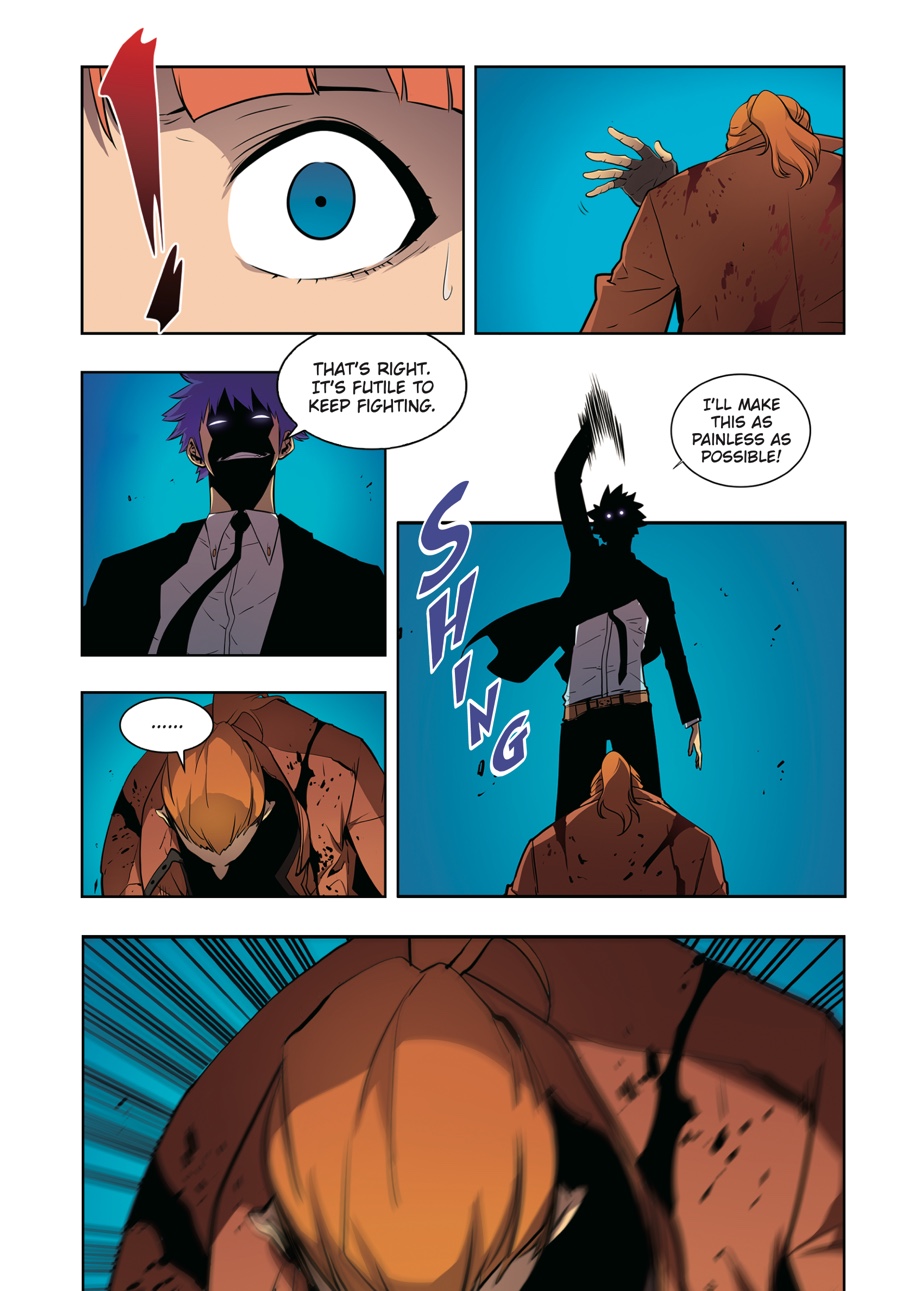 !
THAT'S RIGHT.
IT'S FUTILE TO
KEEP FIGHTING.
I'LL MAKE
THIS AS
PAINLESS AS
POSSIBLE!
SHING
......